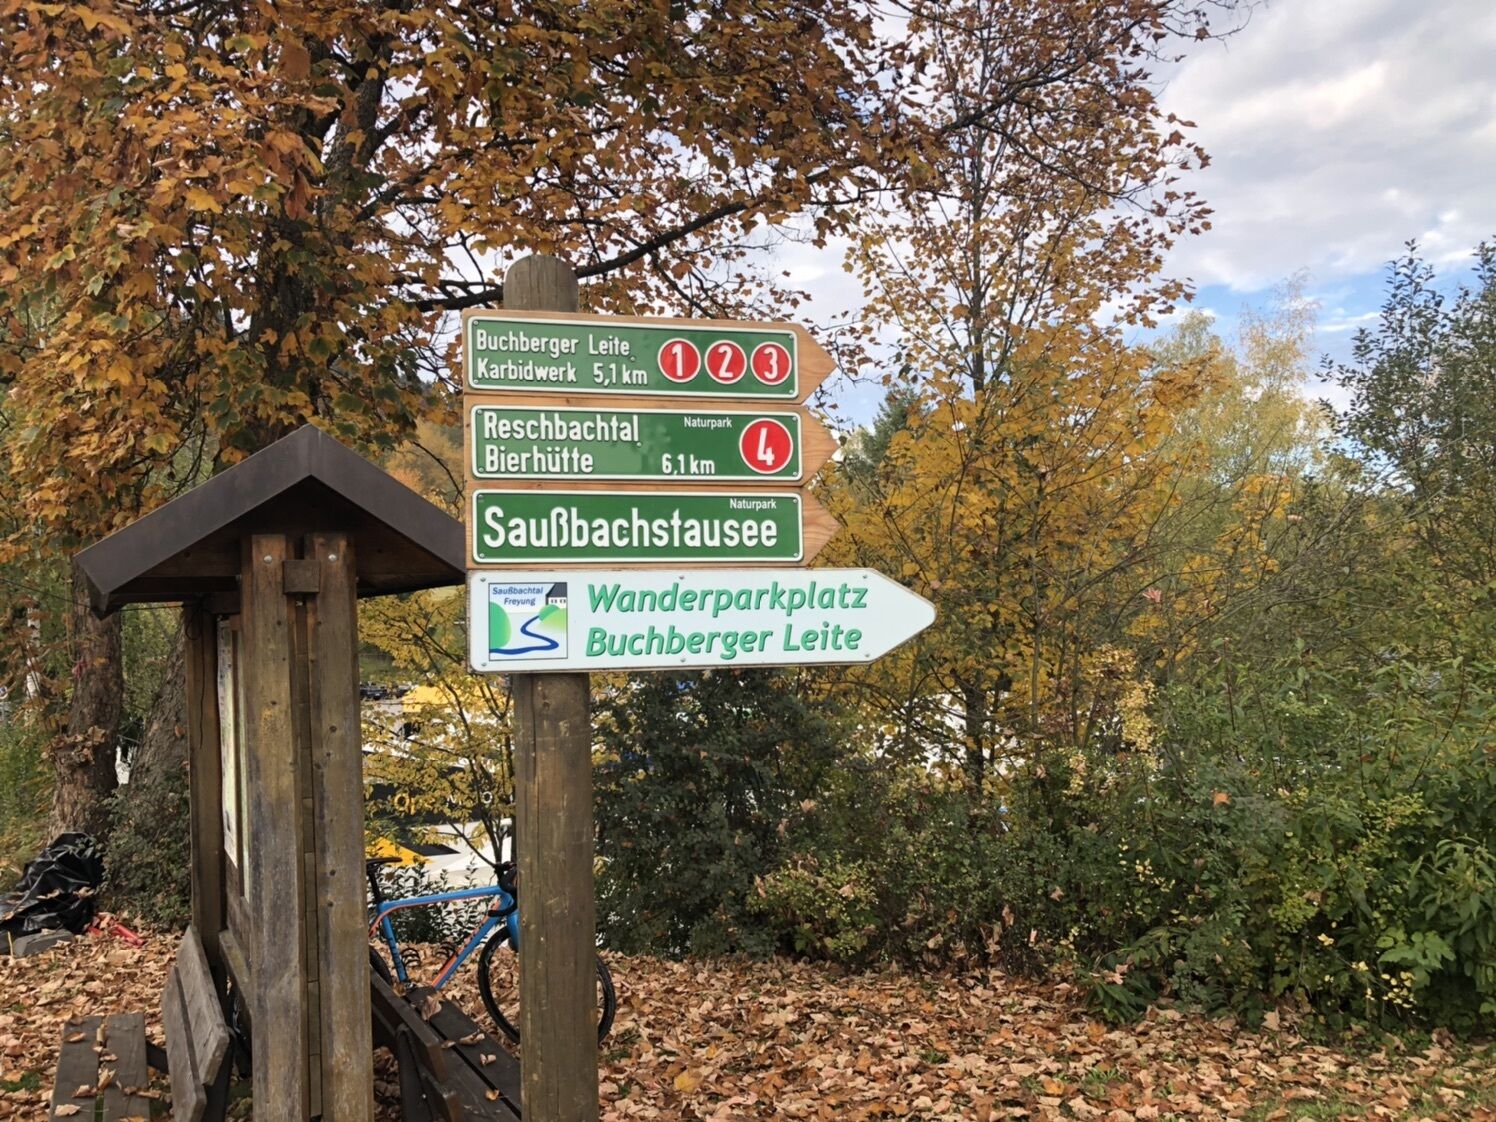 Buchberger Leite
Karbidwerk 5,1 km
1 2 3
Naturpark
Reschbachtal
Bierhütte 6,1 km
4
Naturpark
Saußbachstausee
Saußbachtal
Freyung
Wanderparkplatz
Buchberger Leite